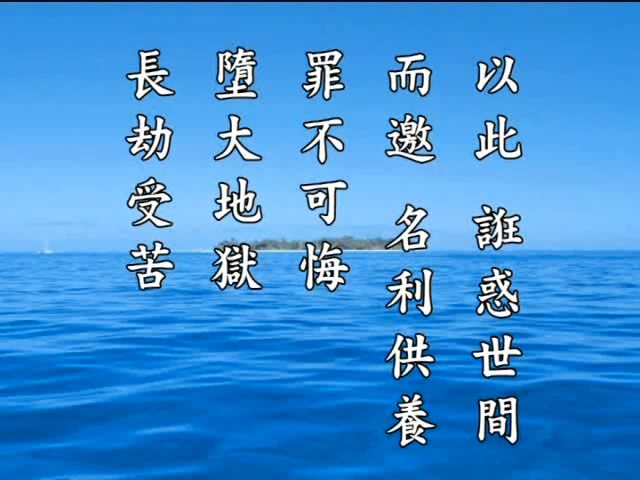 以此 誑惑世間
而邀 名利供養
罪不可悔
墮大地獄
長劫受苦